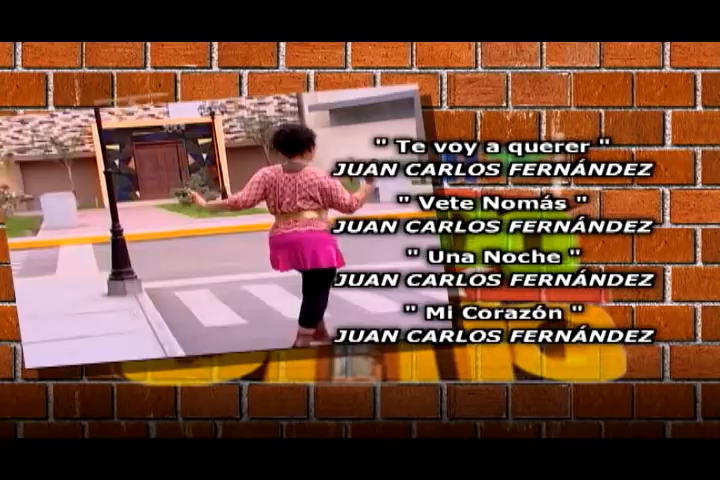 " Te voy a querer "
JUAN CARLOS FERNÁNDEZ
" Vete Nomás "
JUAN CARLOS FERNÁNDEZ
" Una Noche "
JUAN CARLOS FERNÁNDEZ
" Mi Corazón "
JUAN CARLOS FERNÁNDEZ